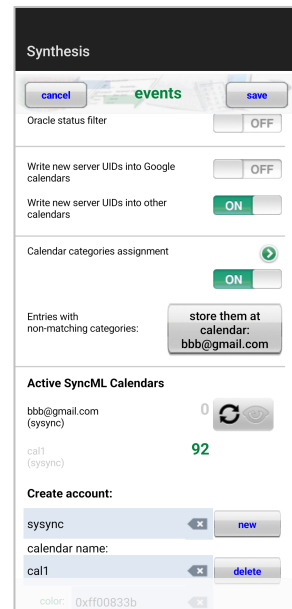 Synthesis
cancel events save
Oracle status filter OFF
Write new server UIDs into Google OFF
calendars
Write new server UIDs into other ON
calendars
Calendar categories assignment
ON
Entries with
non-matching categories:
store them at
calendar:
bbb@gmail.com
Active SyncML Calendars
bbb@gmail.com 0
(sysync)
cal1 92
(sysync)
Create account:
sysync new
calendar name:
cal1 delete
color: 0xff00833b